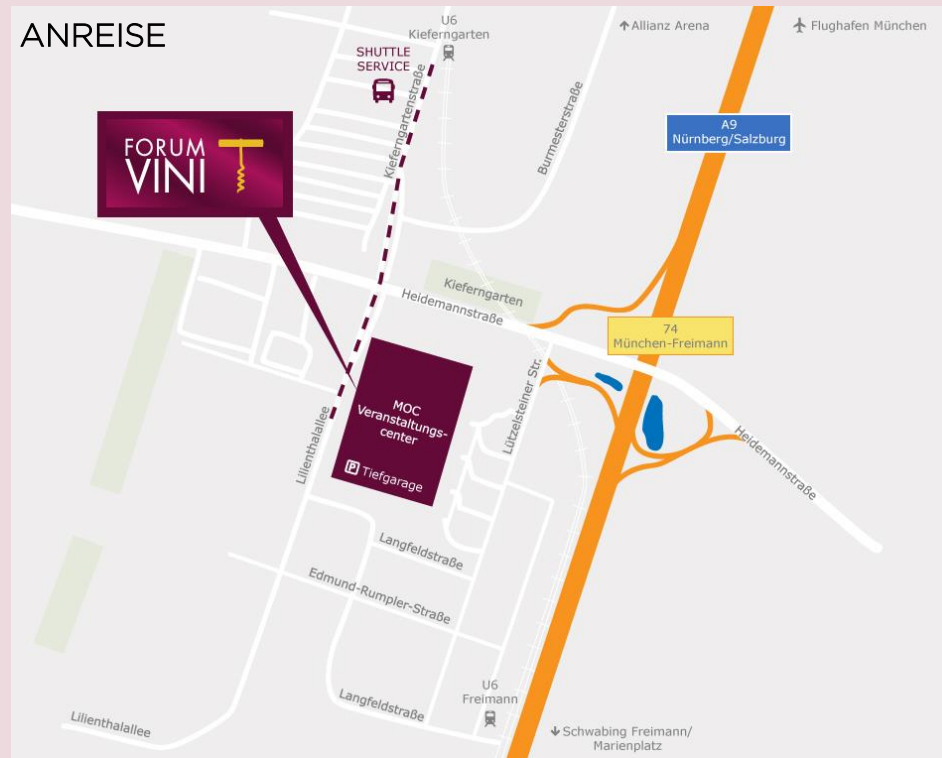 ANREISE
U6
Kieferngarten
Allianz Arena
Flughafen München
SHUTTLE
SERVICE
Kieferngartenstraße
Burmesterstraße
A9
Nürnberg/Salzburg
FORUM
VINI
Kieferngarten
Heidemannstraße
74
München-Freimann
MOC
Veranstaltungs-
center
P Tiefgarage
Lilienthalallee
Lützelsteiner Str.
Heidemannstraße
Langfeldstraße
Edmund-Rumpler-Straße
U6
Freimann
Langfeldstraße
Lilienthalallee
Schwabing Freimann/
Marienplatz